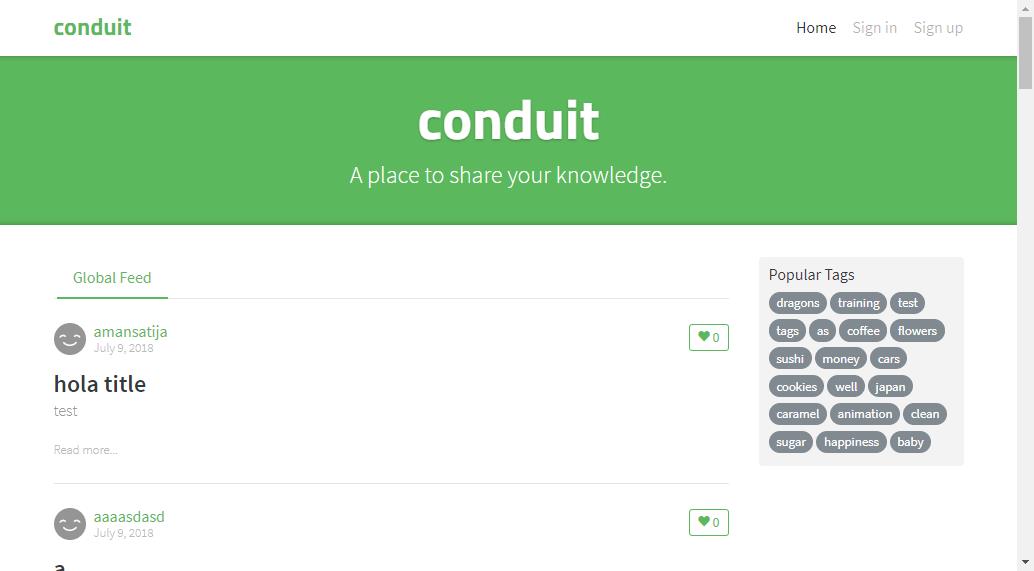 conduit
Home Sign in Sign up
conduit
A place to share your knowledge.
Global Feed
amansatija
July 9, 2018
0
hola title
test
Read more...
aaaasdasd
July 9, 2018
0
a
Popular Tags
dragons training test
tags as coffee flowers
sushi money cars
cookies well japan
caramel animation clean
sugar happiness baby